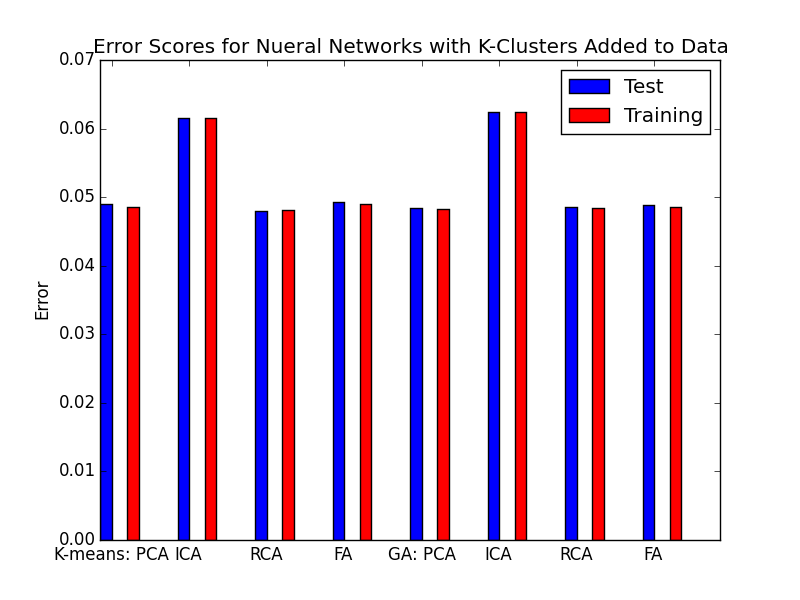 Error Scores for Nueral Networks with K-Clusters Added to Data
0.07
0.06
0.05
0.04
0.03
0.02
0.01
0.00
Error
Test
Training
K-means: PCA ICA RCA FA GA: PCA ICA RCA FA